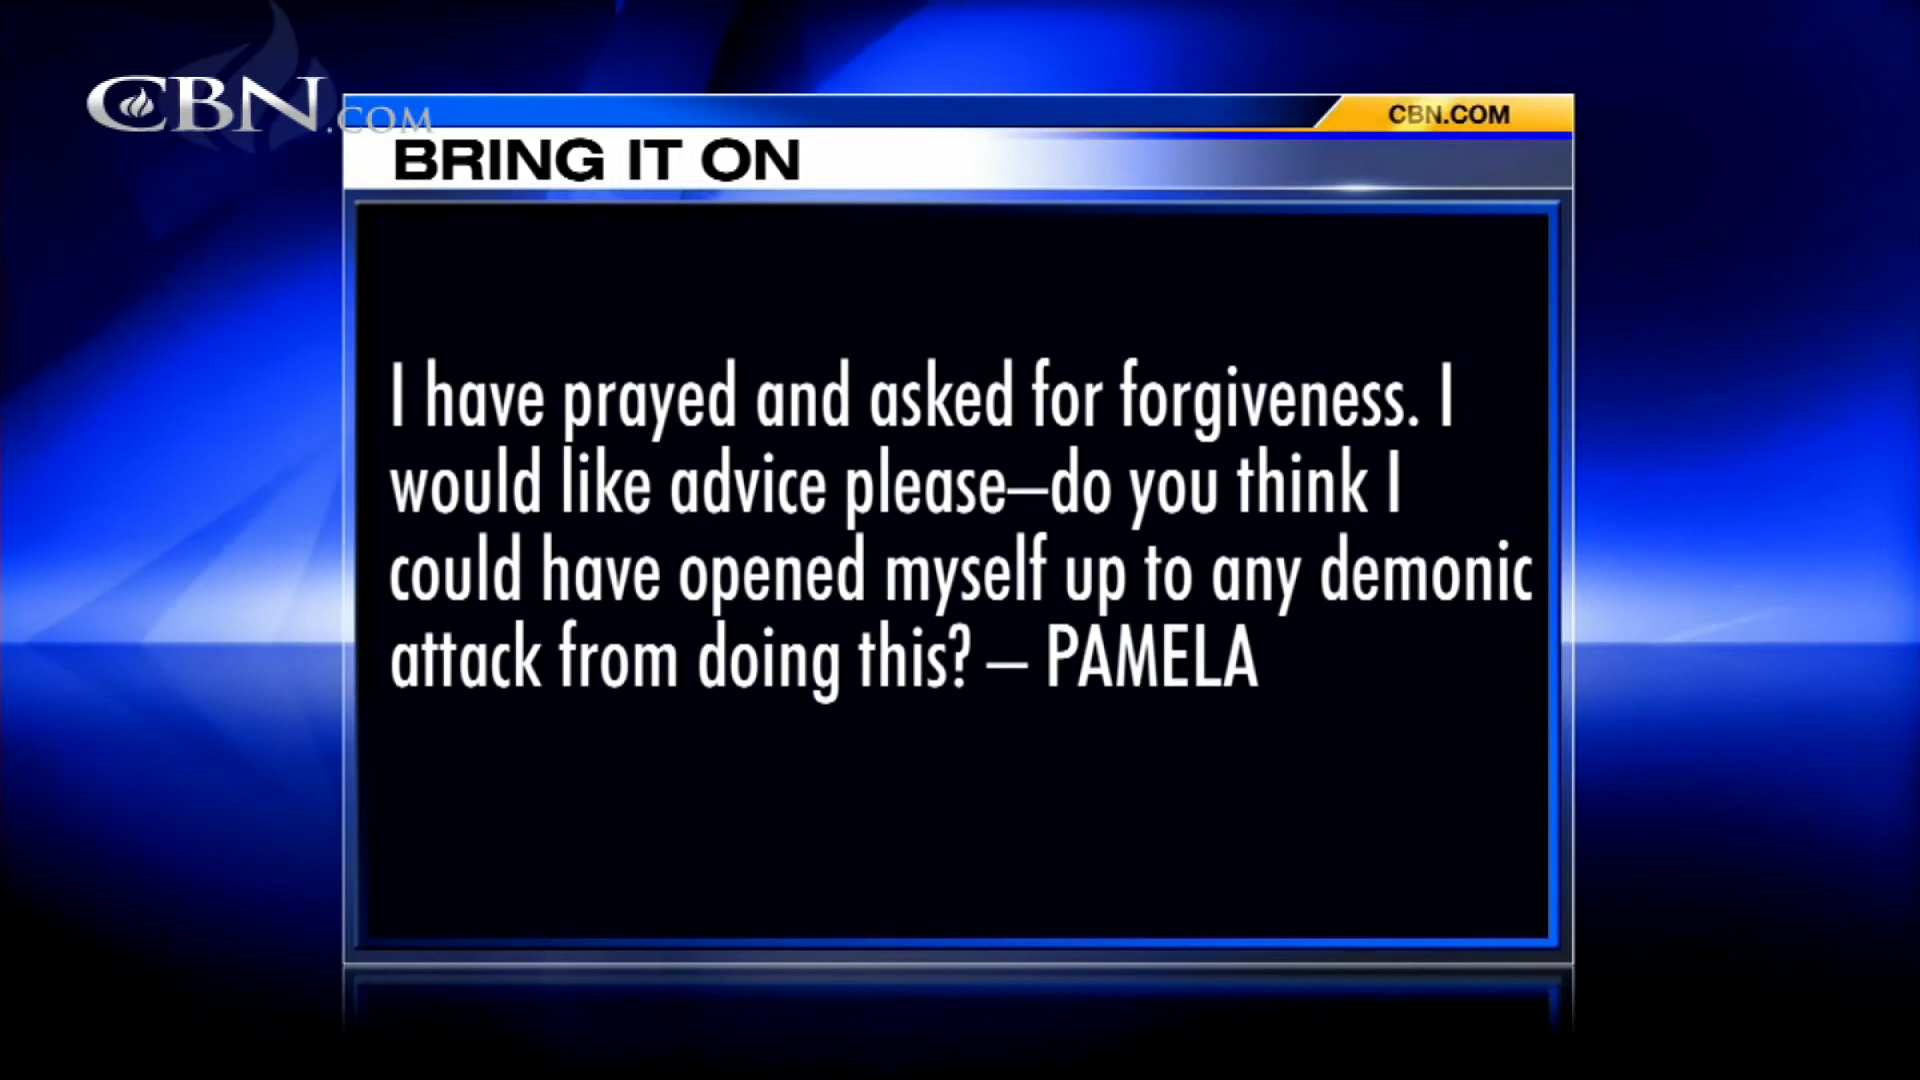 CBN.COM
CBN.COM
BRING IT ON
I have prayed and asked for forgiveness. I
would like advice please–do you think I
could have opened myself up to any demonic
attack from doing this? – PAMELA